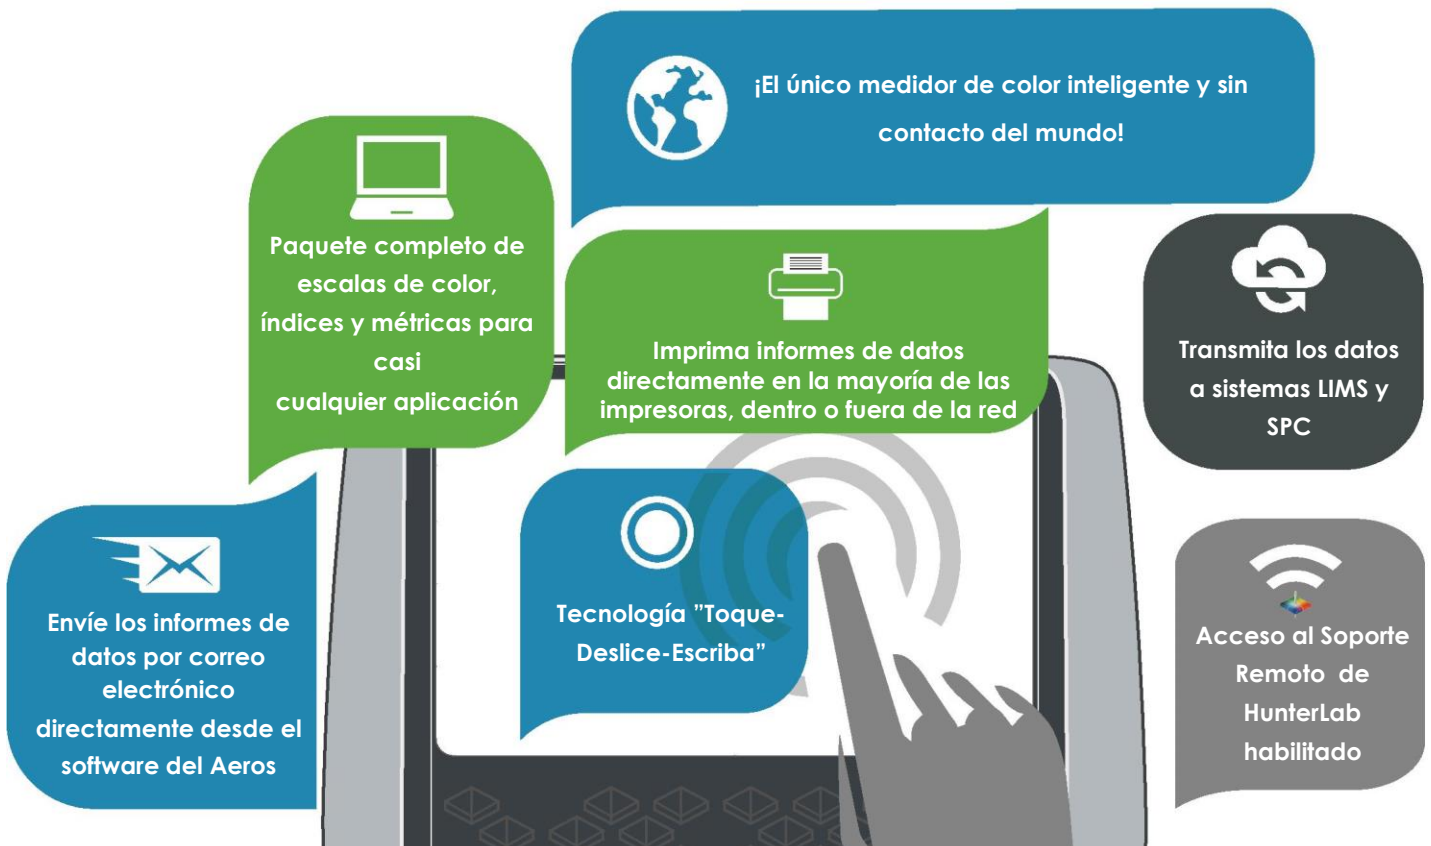 ¡El único medidor de color inteligente y sin
contacto del mundo!
Paquete completo de
escalas de color,
índices y métricas para
casi
cualquier aplicación
Imprima informes de datos
directamente en la mayoría de las
impresoras, dentro o fuera de la red
Transmita los datos
a sistemas LIMS y
SPC
Envíe los informes de
datos por correo
electrónico
directamente desde el
software del Aeros
Tecnología ”Toque-
Deslice-Escriba”
Acceso al Soporte
Remoto de
HunterLab
habilitado